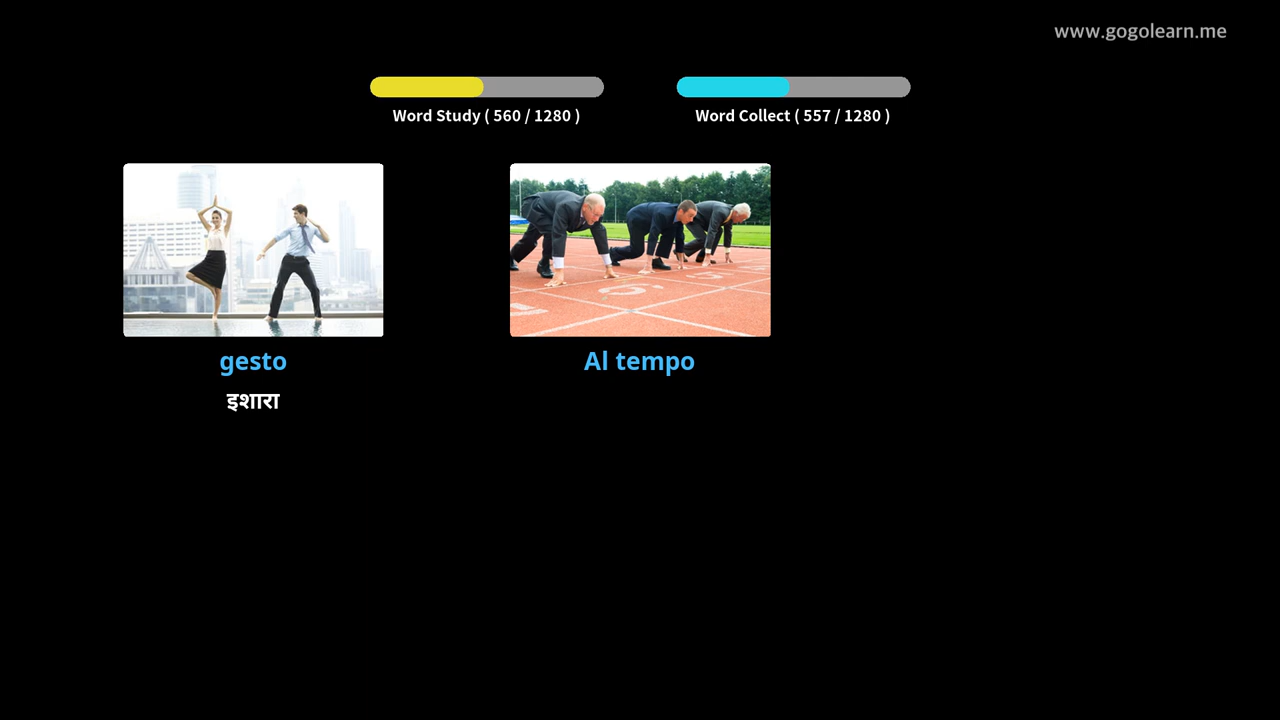 www.gogolearn.me
Word Study ( 560 / 1280 )
Word Collect ( 557 / 1280 )
gesto
Al tempo
इशारा